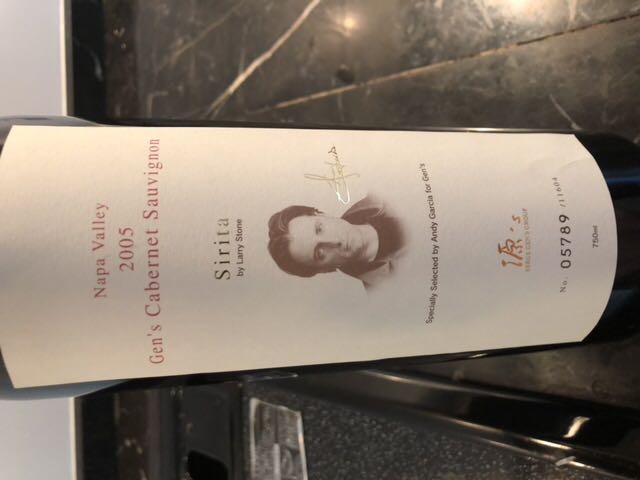 Napa Valley
2005
Gen's Cabernet Sauvignon
Sirita
by Larry Stone
Specially Selected by Andy Garcia for Gen's
源's
No. 05789 /11604
750ml